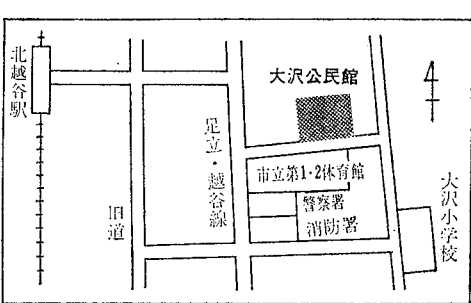 北越谷駅
旧道
足立・越谷線
大沢公民館
市立第1・2体育館
警察署
消防署
大沢小学校